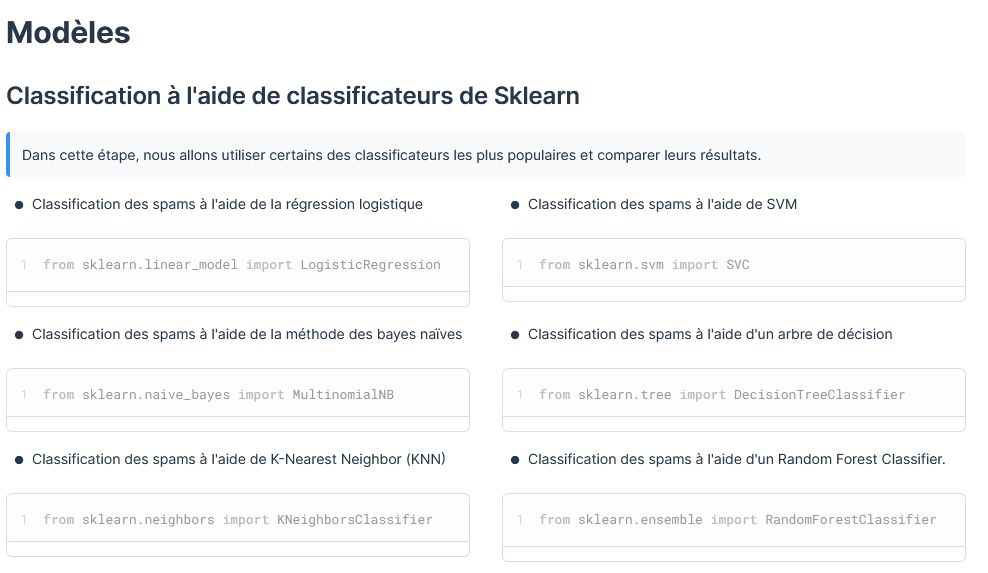 Modèles
Classification à l'aide de classificateurs de Sklearn
Dans cette étape, nous allons utiliser certains des classificateurs les plus populaires et comparer leurs résultats.
Classification des spams à l'aide de la régression logistique
1 from sklearn.linear_model import LogisticRegression
Classification des spams à l'aide de SVM
1 from sklearn.svm import SVC
Classification des spams à l'aide de la méthode des bayes naïves
1 from sklearn.naive_bayes import MultinomialNB
Classification des spams à l'aide d'un arbre de décision
1 from sklearn.tree import DecisionTreeClassifier
Classification des spams à l'aide de K-Nearest Neighbor (KNN)
1 from sklearn.neighbors import KNeighborsClassifier
Classification des spams à l'aide d'un Random Forest Classifier.
1 from sklearn.ensemble import RandomForestClassifier